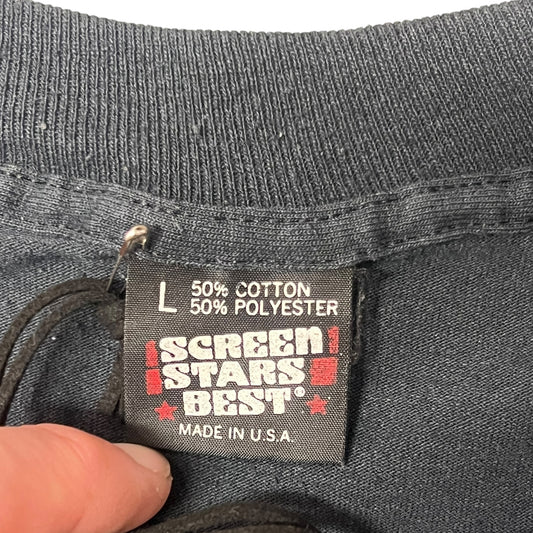 L 50% COTTON
50% POLYESTER
SCREEN
STARS
BEST®
MADE IN U.S.A.